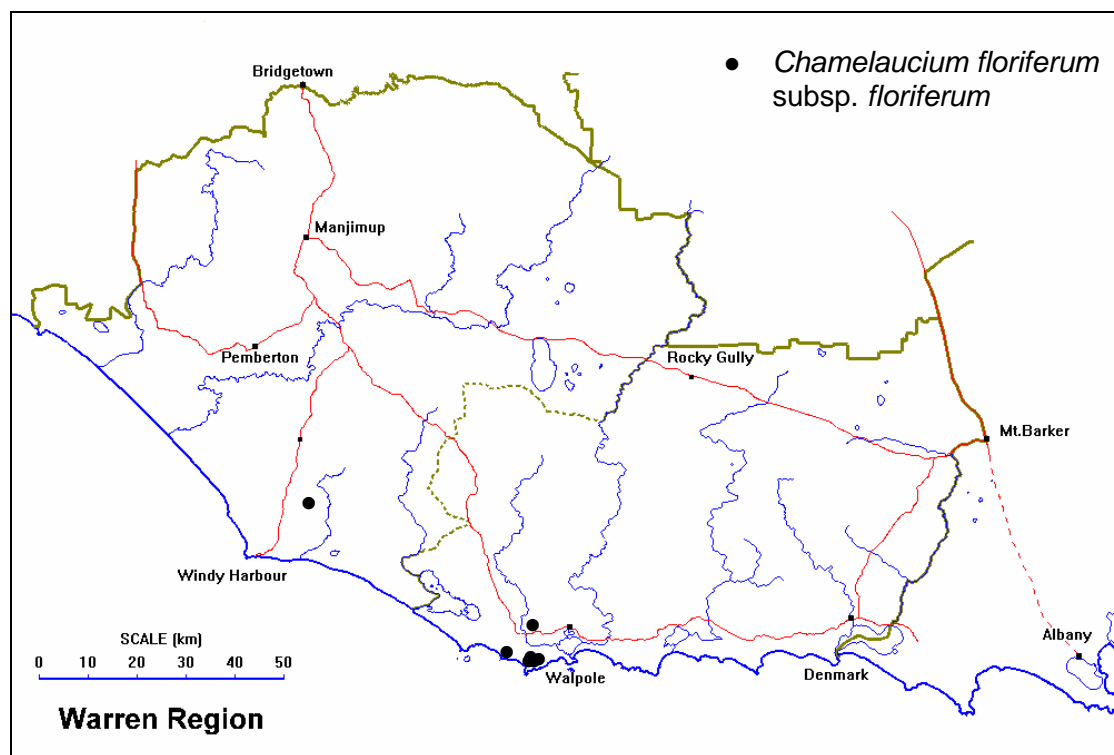 Chamelaucium floriferum
subsp. floriferum
Bridgetown
Manjimup
Pemberton
Rocky Gully
Mt.Barker
Windy Harbour
SCALE (km)
0 10 20 30 40 50
Walpole
Denmark
Albany
Warren Region